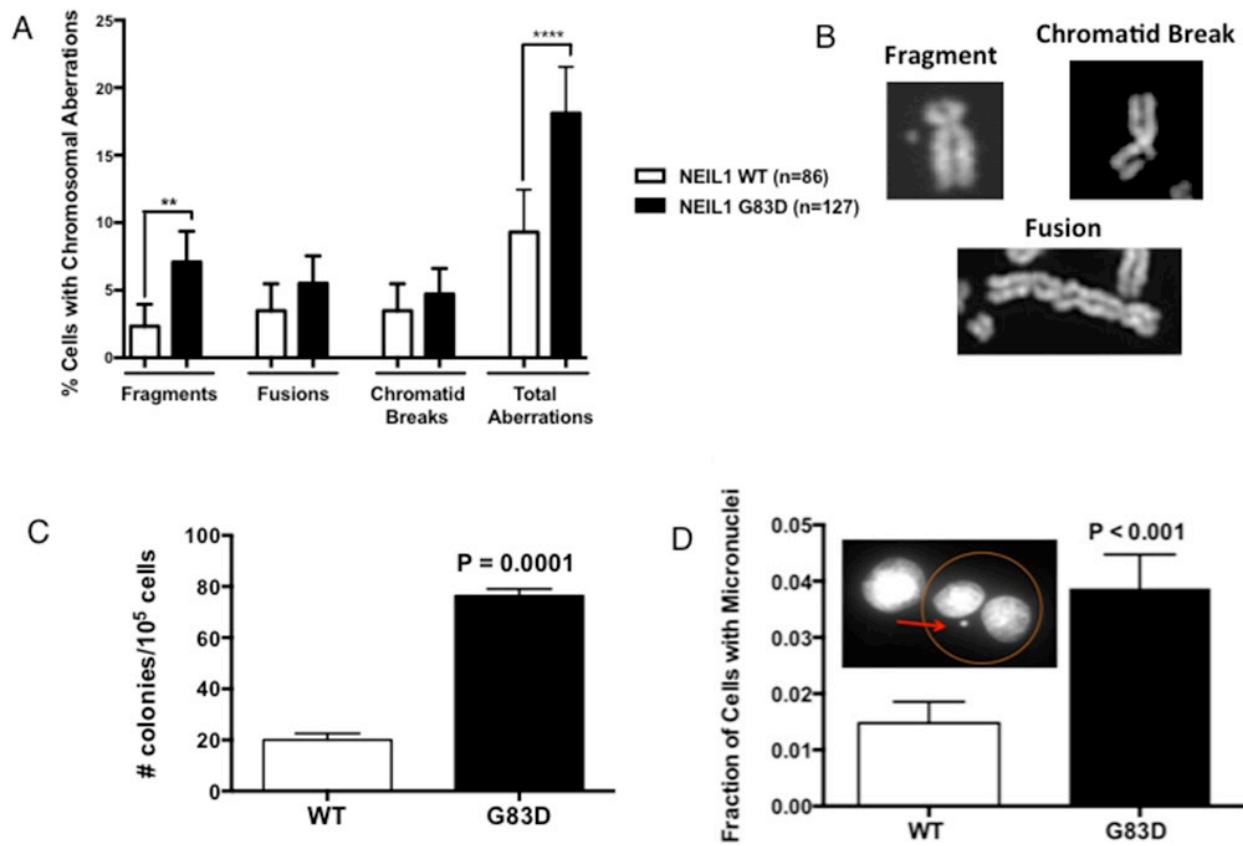 A
% Cells with Chromosomal Aberrations
25
20
15
10
5
0
**
****
Fragments
Fusions
Chromatid
Breaks
Total
Aberrations
NEIL1 WT (n=86)
NEIL1 G83D (n=127)
B
Fragment
Chromatid Break
Fusion
C
# colonies/10⁵ cells
100
80
60
40
20
0
P = 0.0001
WT
G83D
D
Fraction of Cells with Micronuclei
0.05
0.04
0.03
0.02
0.01
0.00
P < 0.001
WT
G83D